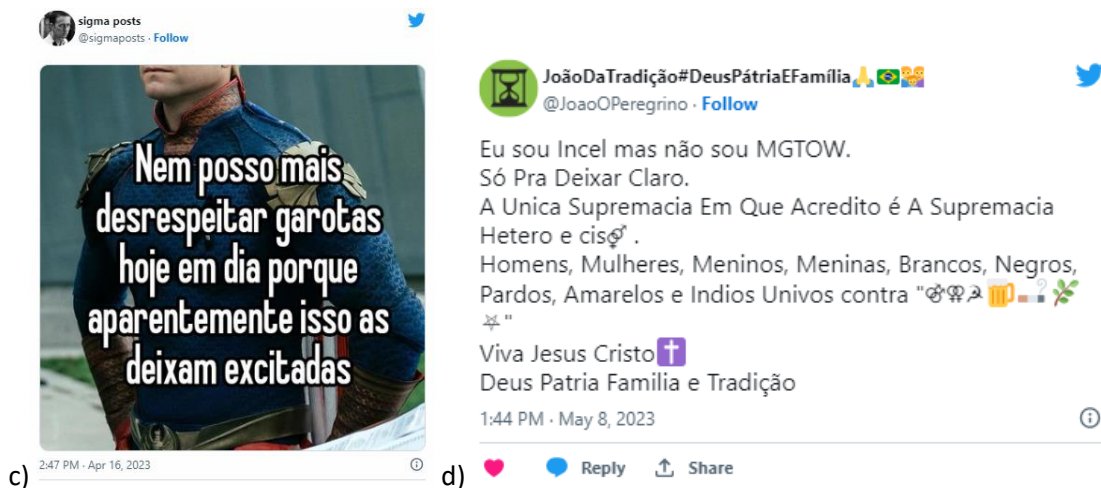 sigma posts
@sigmaposts · Follow
Nem posso mais
desrespeitar garotas
hoje em dia porque
aparentemente isso as
deixam excitadas
2:47 PM · Apr 16, 2023
c)
JoãoDaTradição#DeusPátriaEFamília🙏🇧🇷👨‍👩‍👧‍👦
@JoaoOPeregrino · Follow
Eu sou Incel mas não sou MGTOW.
Só Pra Deixar Claro.
A Unica Supremacia Em Que Acredito é A Supremacia
Hetero e cis⚤ .
Homens, Mulheres, Meninos, Meninas, Brancos, Negros,
Pardos, Amarelos e Indios Univos contra "⚣⚢☭🍺🚬🌿
⛧"
Viva Jesus Cristo✝️
Deus Patria Familia e Tradição
1:44 PM · May 8, 2023
Reply Share
d)